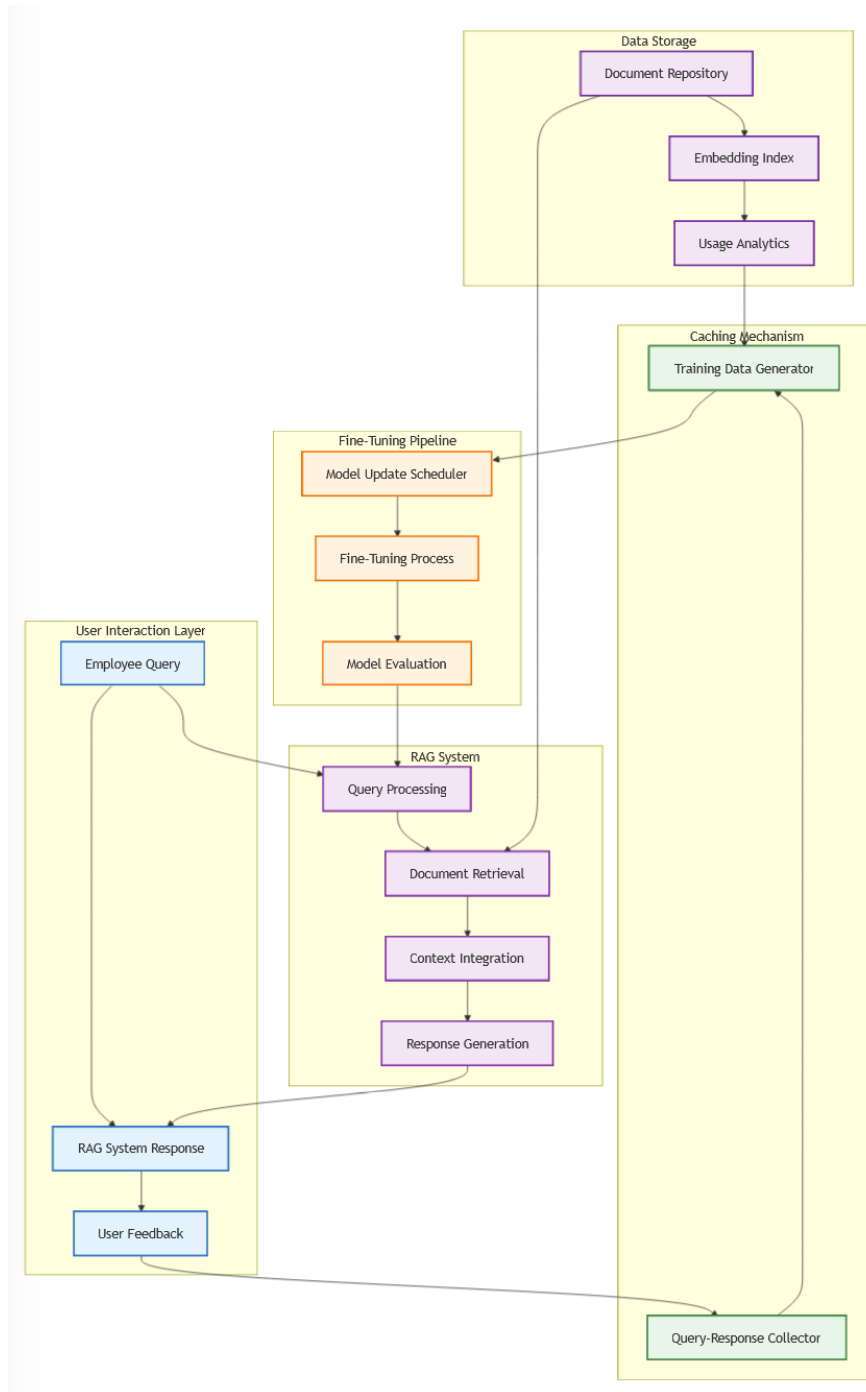 Data Storage
Document Repository
Embedding Index
Usage Analytics
Caching Mechanism
Training Data Generator
Fine-Tuning Pipeline
Model Update Scheduler
Fine-Tuning Process
User Interaction Layer
Employee Query
Model Evaluation
RAG System
Query Processing
Document Retrieval
Context Integration
Response Generation
RAG System Response
User Feedback
Query-Response Collector